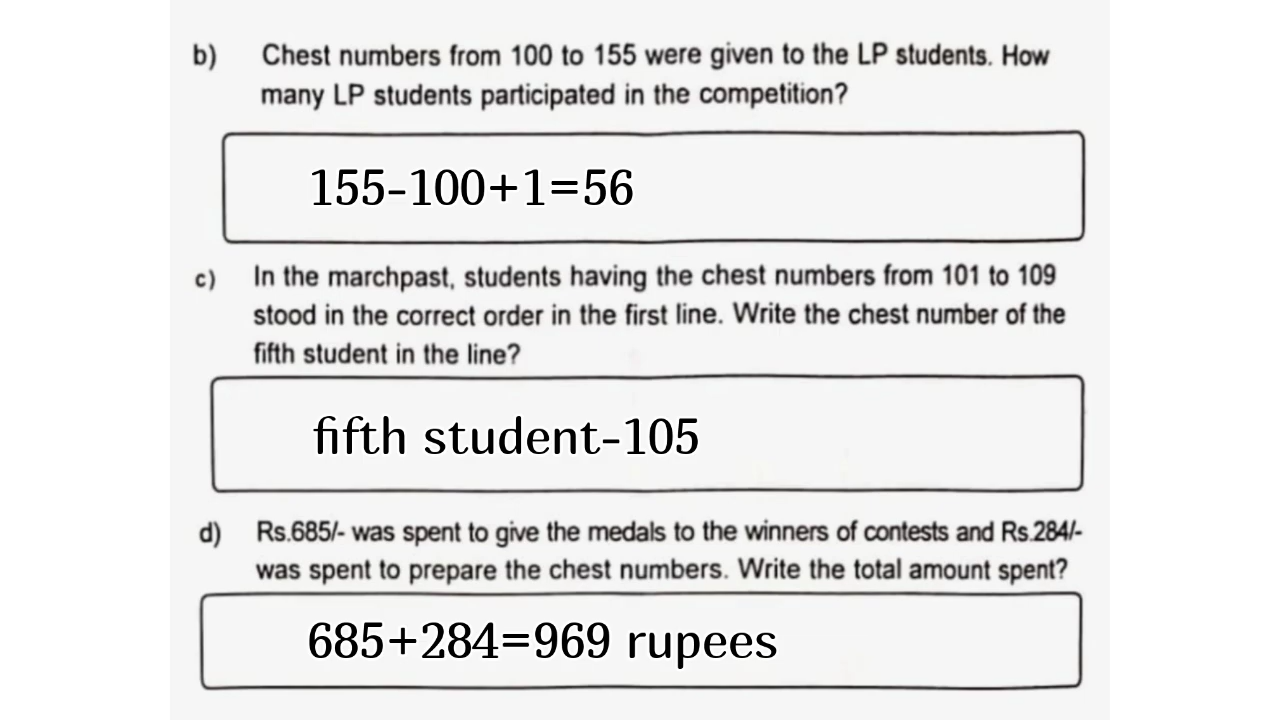 b) Chest numbers from 100 to 155 were given to the LP students. How
many LP students participated in the competition?
155-100+1=56
c) In the marchpast, students having the chest numbers from 101 to 109
stood in the correct order in the first line. Write the chest number of the
fifth student in the line?
fifth student-105
d) Rs.685/- was spent to give the medals to the winners of contests and Rs.284/-
was spent to prepare the chest numbers. Write the total amount spent?
685+284=969 rupees